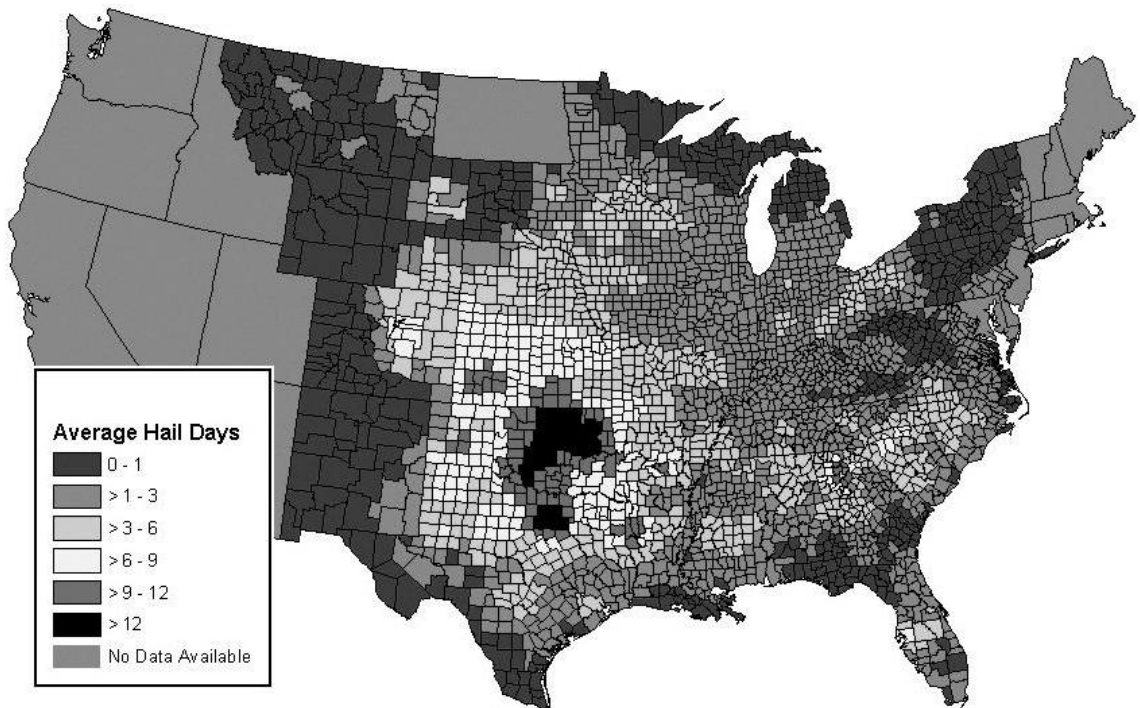 Average Hail Days
0 - 1
>1 - 3
>3 - 6
>6 - 9
>9 - 12
>12
No Data Available